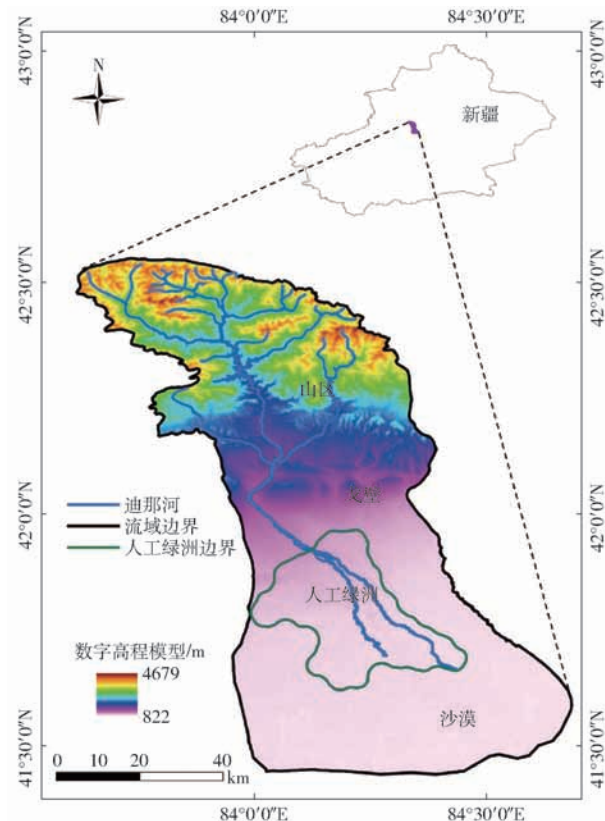 84°0′0″E
84°30′0″E
43°0′0″N
43°0′0″N
N
新疆
42°30′0″N
42°30′0″N
山区
戈壁
迪那河
流域边界
人工绿洲边界
42°0′0″N
42°0′0″N
人工绿洲
数字高程模型/m
4679
822
沙漠
41°30′0″N
41°30′0″N
0 20 40
km
84°0′0″E
84°30′0″E